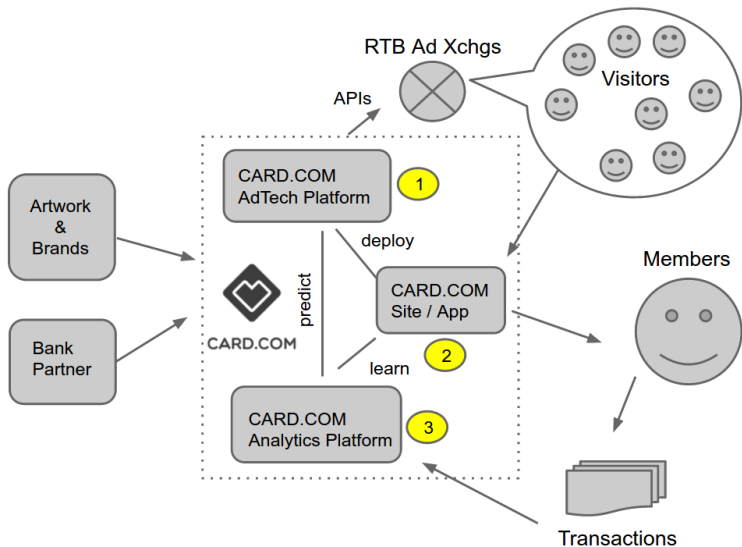 RTB Ad Xchgs
Visitors
APIs
CARD.COM
AdTech Platform
1
Artwork
&
Brands
deploy
Members
predict
CARD.COM
Site / App
CARD.COM
2
Bank
Partner
learn
CARD.COM
Analytics Platform
3
Transactions